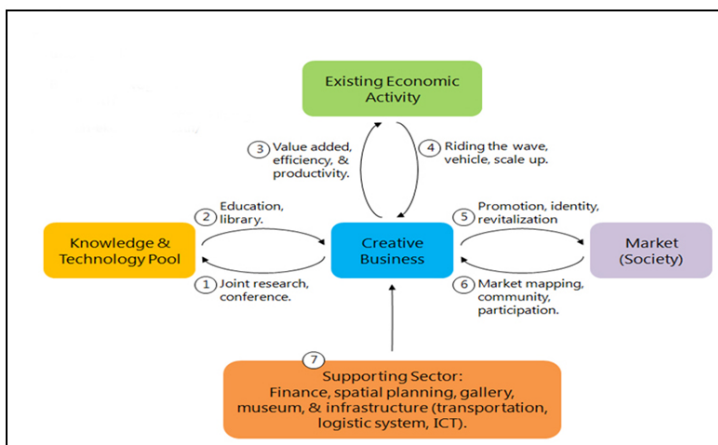 Existing Economic
Activity
3 Value added,
efficiency, &
productivity.
4 Riding the wave,
vehicle, scale up.
2 Education,
library.
5 Promotion, identity,
revitalization
Knowledge &
Technology Pool
Creative
Business
Market
(Society)
1 Joint research,
conference.
6 Market mapping,
community,
participation.
7
Supporting Sector:
Finance, spatial planning, gallery,
museum, & infrastructure (transportation,
logistic system, ICT).